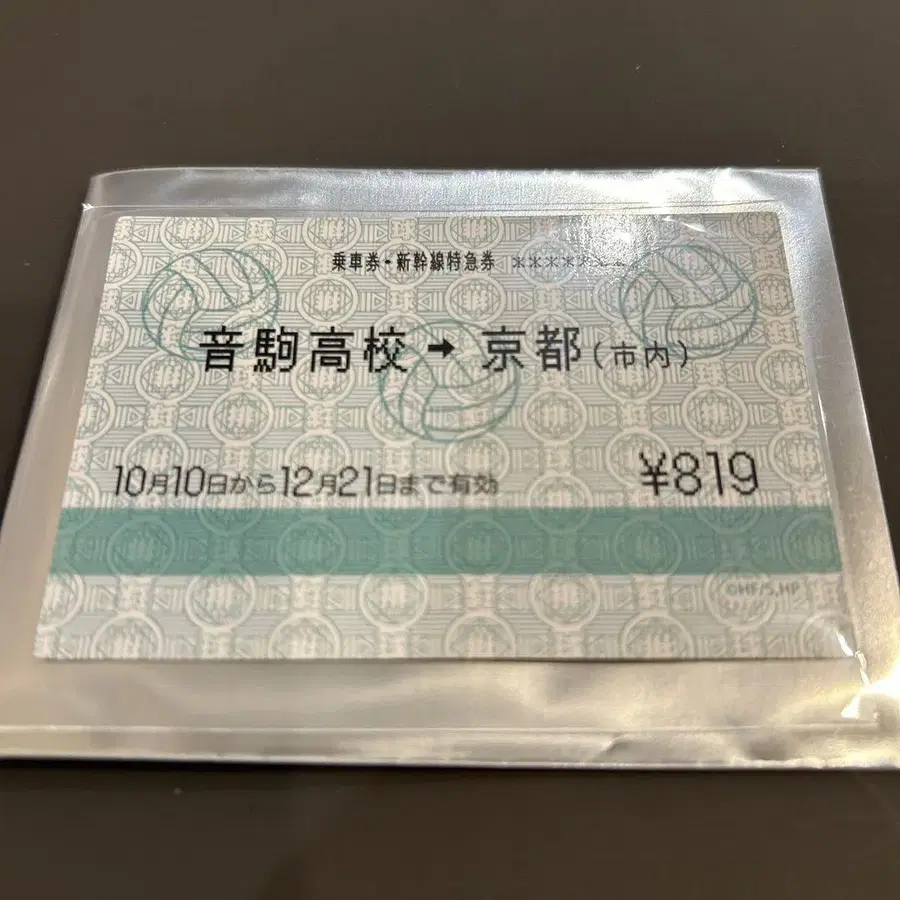 乗車券・新幹線特急券 ********
音駒高校➡京都(市内)
10月10日から12月21日まで有効
¥819
©HF/S,HP